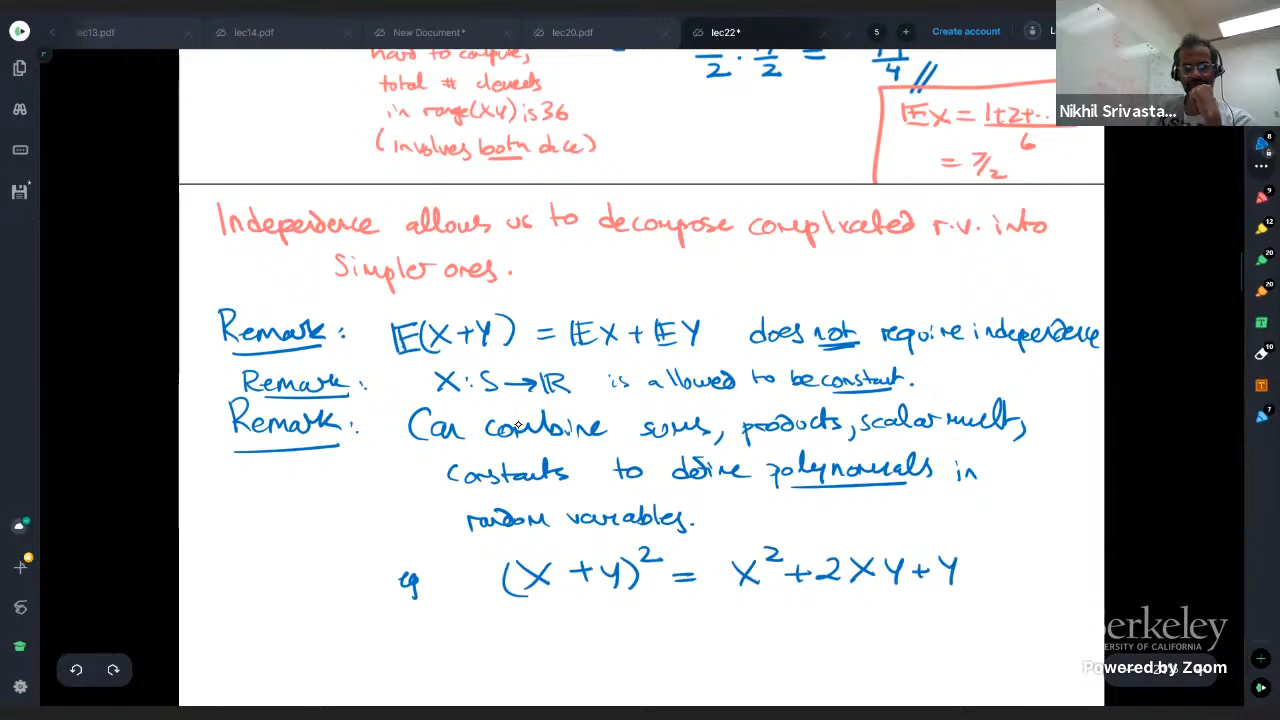 lec13.pdf
lec14.pdf
New Document*
lec20.pdf
lec22*
5
Create account
hard to compute,
total # elements
in range(XY) is 36
(involves both dice)
2 · 2 = 4
EX = 1+2+..
6
= 7/2
Nikhil Srivasta...
Independence allows us to decompose complicated r.v. into
simpler ones.
Remark: E(X+Y) = EX + EY does not require independence
Remark: X:S→R is allowed to be constant.
Remark: Can combine sums, products, scalar mult,
constants to define polynomials in
random variables.
eg (X+Y)² = X² + 2XY + Y
erkeley
UNIVERSITY OF CALIFORNIA
Powered by Zoom